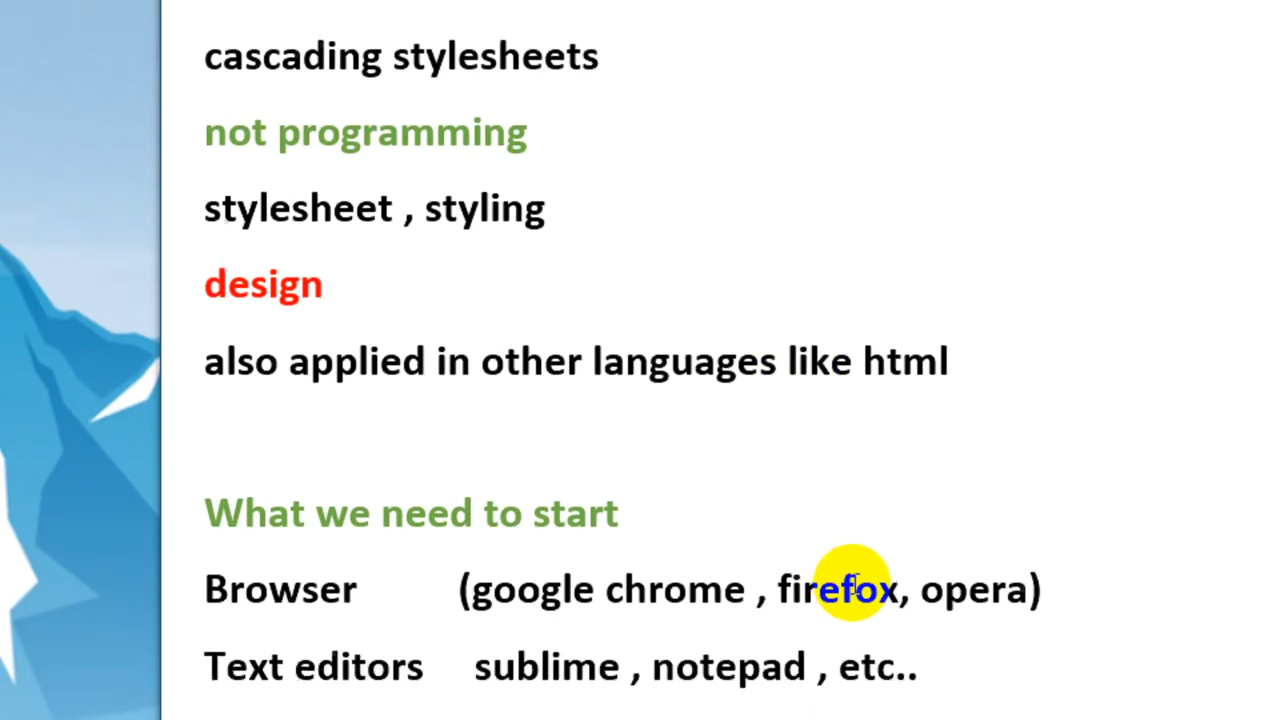 cascading stylesheets
not programming
stylesheet , styling
design
also applied in other languages like html
What we need to start
Browser (google chrome , firefox, opera)
Text editors sublime , notepad , etc..